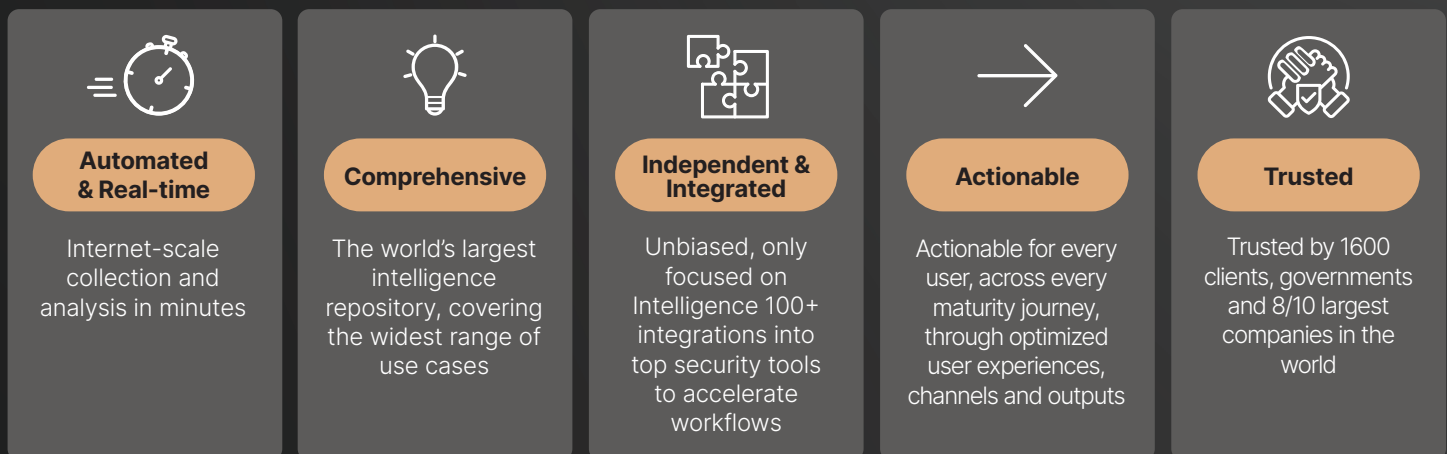 Automated
& Real-time
Internet-scale
collection and
analysis in minutes
Comprehensive
The world’s largest
intelligence
repository, covering
the widest range of
use cases
Independent &
Integrated
Unbiased, only
focused on
Intelligence 100+
integrations into
top security tools
to accelerate
workflows
Actionable
Actionable for every
user, across every
maturity journey,
through optimized
user experiences,
channels and outputs
Trusted
Trusted by 1600
clients, governments
and 8/10 largest
companies in the
world